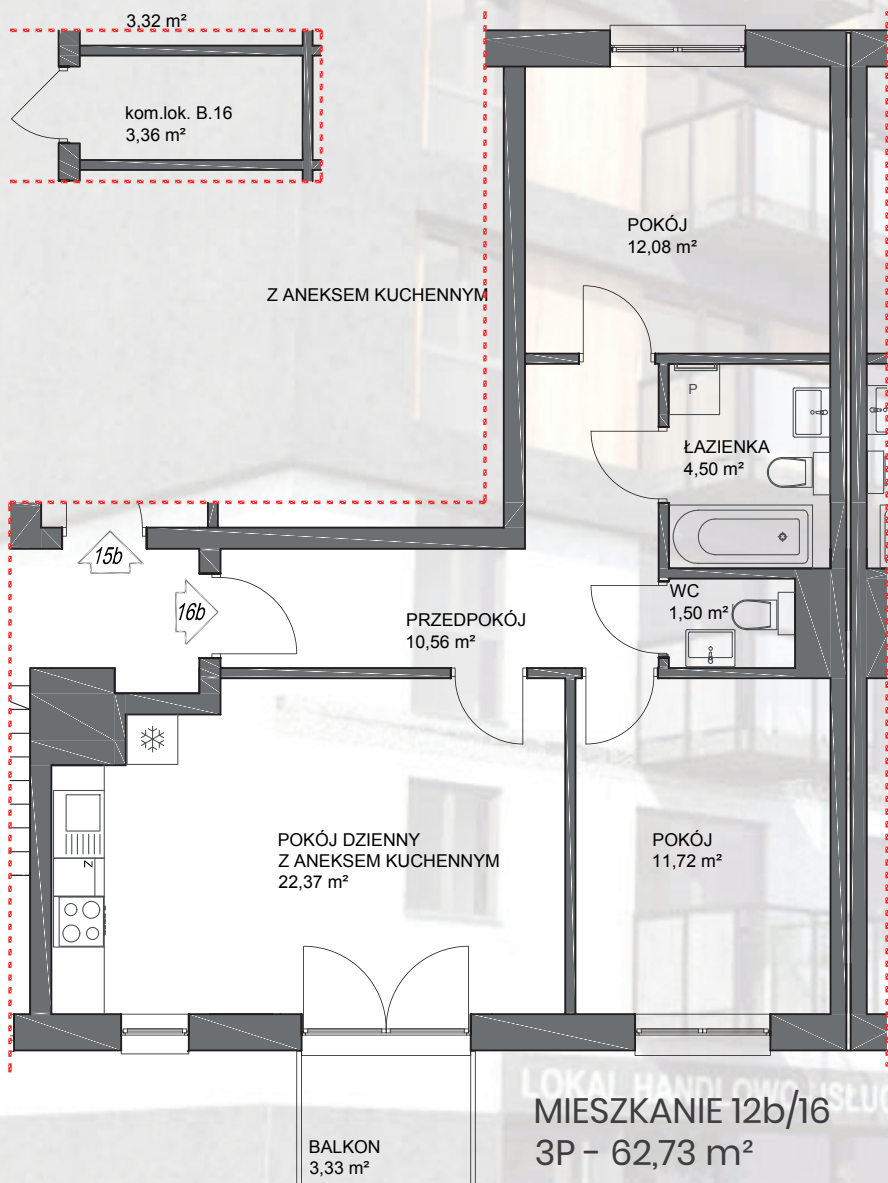 3,32 m²
kom.lok. B.16
3,36 m²
POKÓJ
12,08 m²
Z ANEKSEM KUCHENNYM
P
ŁAZIENKA
4,50 m²
15b
16b
WC
1,50 m²
PRZEDPOKÓJ
10,56 m²
POKÓJ DZIENNY
Z ANEKSEM KUCHENNYM
22,37 m²
POKÓJ
11,72 m²
Z
LOKAL HANDLOWO USŁUG
MIESZKANIE 12b/16
3P - 62,73 m²
BALKON
3,33 m²